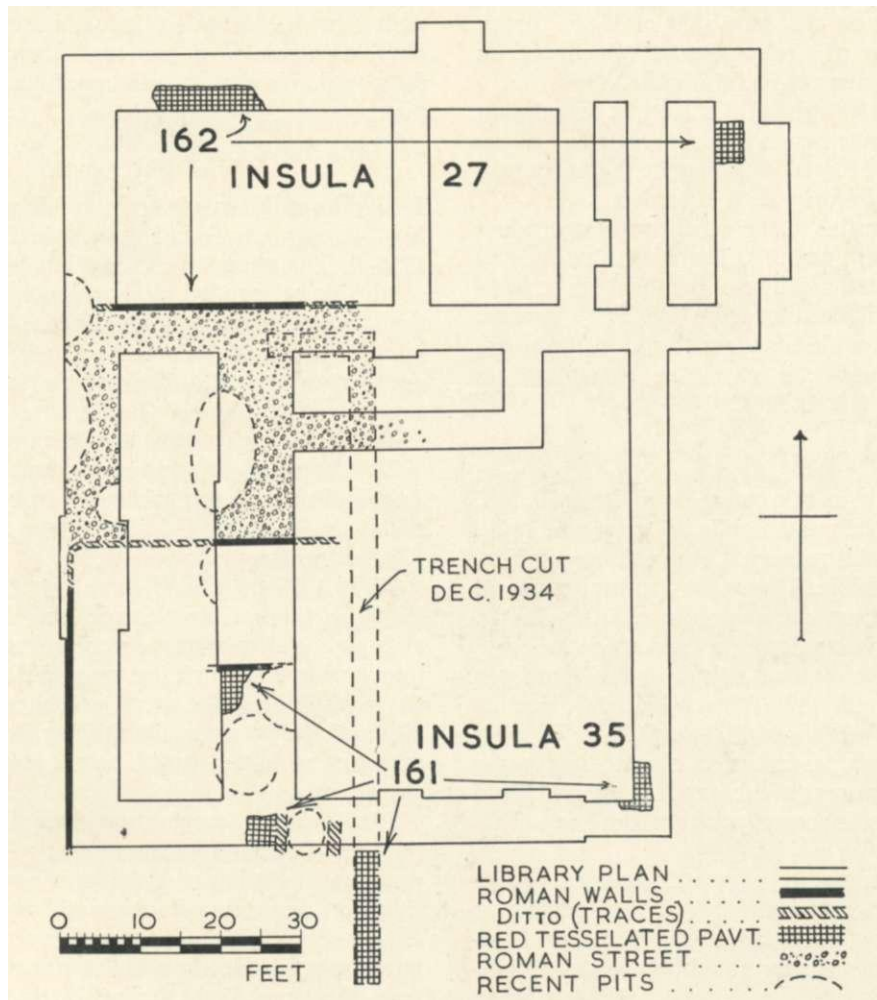 162
INSULA 27
TRENCH CUT
DEC. 1934
INSULA 35
161
LIBRARY PLAN . . . . . .
ROMAN WALLS . . . . . .
DITTO (TRACES) . . . .
RED TESSELATED PAVT.
ROMAN STREET . . . . .
RECENT PITS . . . . . .
0 10 20 30
FEET